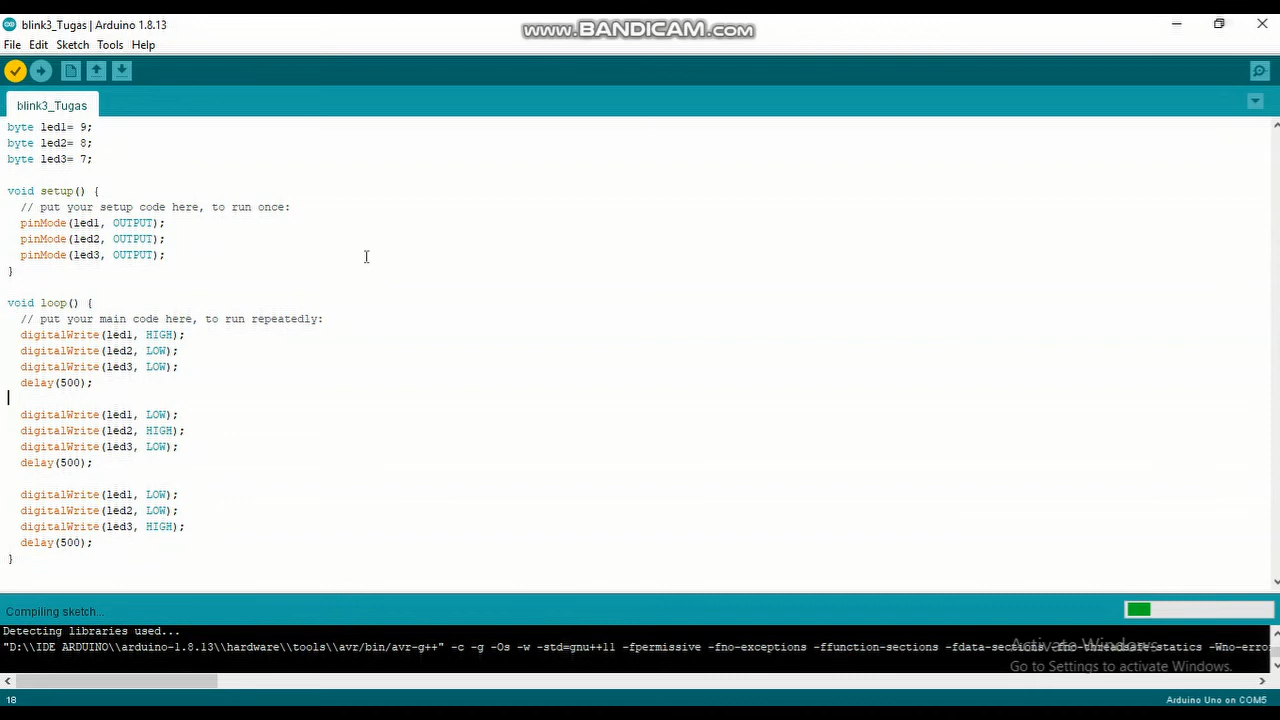 blink3_Tugas | Arduino 1.8.13
www.BANDICAM.com
File Edit Sketch Tools Help
blink3_Tugas
byte led1= 9;
byte led2= 8;
byte led3= 7;
void setup() {
// put your setup code here, to run once:
pinMode(led1, OUTPUT);
pinMode(led2, OUTPUT);
pinMode(led3, OUTPUT);
}
void loop() {
// put your main code here, to run repeatedly:
digitalWrite(led1, HIGH);
digitalWrite(led2, LOW);
digitalWrite(led3, LOW);
delay(500);
digitalWrite(led1, LOW);
digitalWrite(led2, HIGH);
digitalWrite(led3, LOW);
delay(500);
digitalWrite(led1, LOW);
digitalWrite(led2, LOW);
digitalWrite(led3, HIGH);
delay(500);
}
Compiling sketch...
Detecting libraries used...
"D:\\IDE ARDUINO\\arduino-1.8.13\\hardware\\tools\\avr/bin/avr-g++" -c -g -Os -w -std=gnu++11 -fpermissive -fno-exceptions -ffunction-sections -fdata-sections -fno-threadsafe-statics -Wno-erro
Activate Windows
Go to Settings to activate Windows.
18
Arduino Uno on COM5